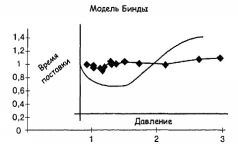 Модель Бинды
Время
поставки
1,4
1,2
1
0,8
0,6
0,4
0,2
0
Давление
1
2
3